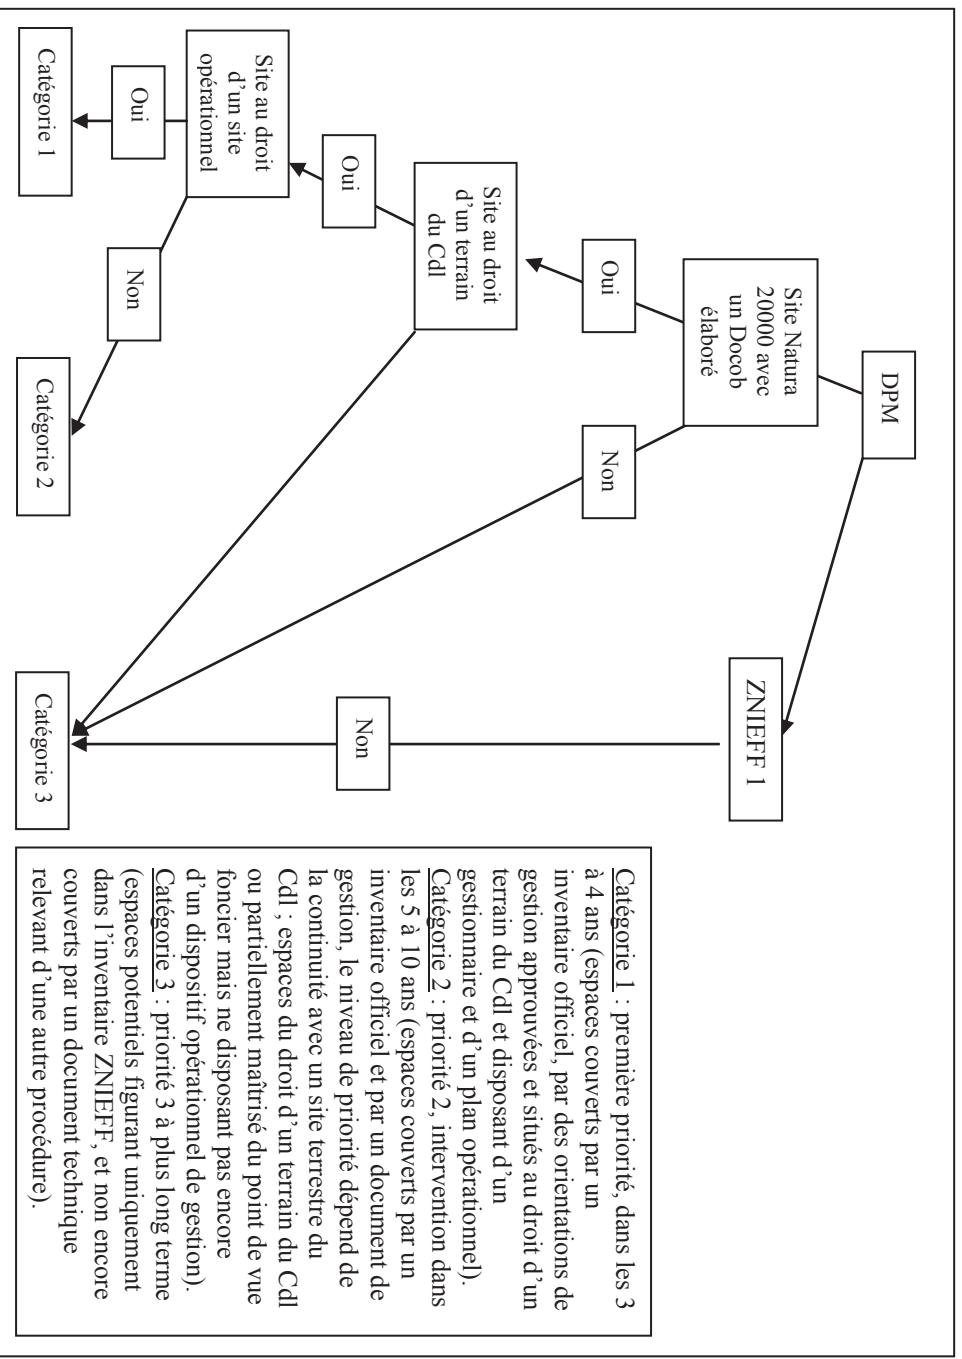 DPM
Site Natura
20000 avec
un Docob
élaboré
ZNIEFF 1
Oui
Non
Site au droit
d’un terrain
du Cdl
Oui
Non
Site au droit
d’un site
opérationnel
Oui
Non
Catégorie 1
Catégorie 2
Catégorie 3
Catégorie 1 : première priorité, dans les 3
à 4 ans (espaces couverts par un
inventaire officiel, par des orientations de
gestion approuvées et situés au droit d’un
terrain du Cdl et disposant d’un
gestionnaire et d’un plan opérationnel).
Catégorie 2 : priorité 2, intervention dans
les 5 à 10 ans (espaces couverts par un
inventaire officiel et par un document de
gestion, le niveau de priorité dépend de
la continuité avec un site terrestre du
Cdl ; espaces du droit d’un terrain du Cdl
ou partiellement maîtrisé du point de vue
foncier mais ne disposant pas encore
d’un dispositif opérationnel de gestion).
Catégorie 3 : priorité 3 à plus long terme
(espaces potentiels figurant uniquement
dans l’inventaire ZNIEFF, et non encore
couverts par un document technique
relevant d’une autre procédure).